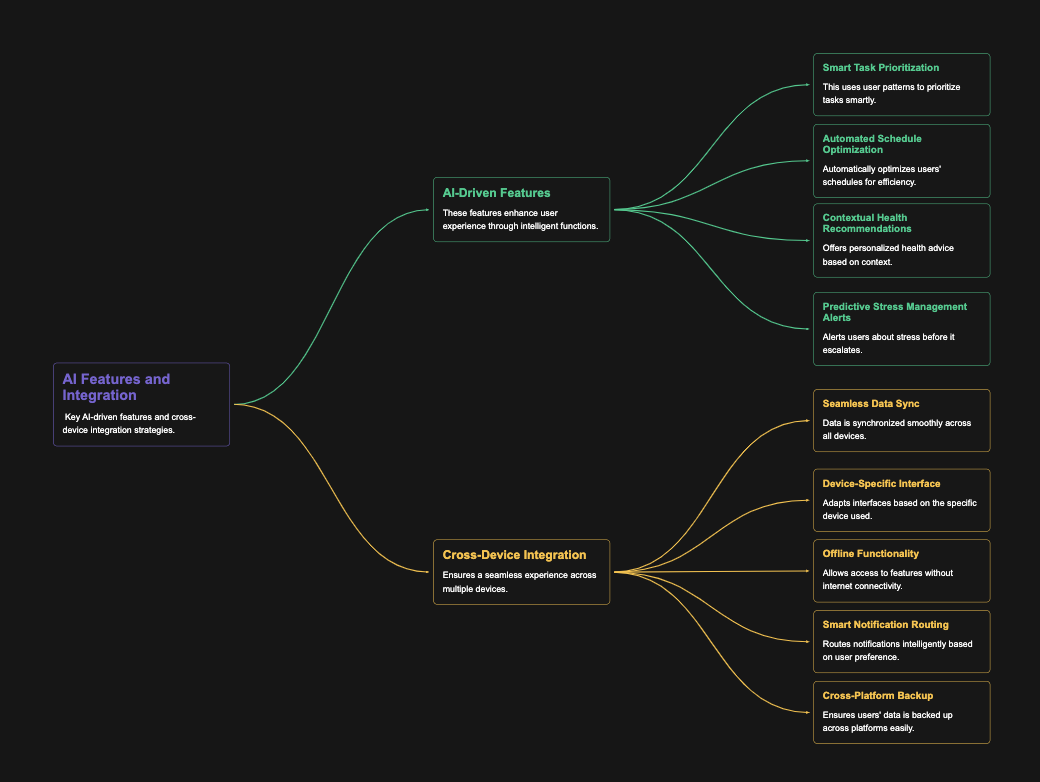 AI Features and
Integration
Key AI-driven features and cross-
device integration strategies.
AI-Driven Features
These features enhance user
experience through intelligent functions.
Smart Task Prioritization
This uses user patterns to prioritize
tasks smartly.
Automated Schedule
Optimization
Automatically optimizes users'
schedules for efficiency.
Contextual Health
Recommendations
Offers personalized health advice
based on context.
Predictive Stress Management
Alerts
Alerts users about stress before it
escalates.
Cross-Device Integration
Ensures a seamless experience across
multiple devices.
Seamless Data Sync
Data is synchronized smoothly across
all devices.
Device-Specific Interface
Adapts interfaces based on the specific
device used.
Offline Functionality
Allows access to features without
internet connectivity.
Smart Notification Routing
Routes notifications intelligently based
on user preference.
Cross-Platform Backup
Ensures users' data is backed up
across platforms easily.